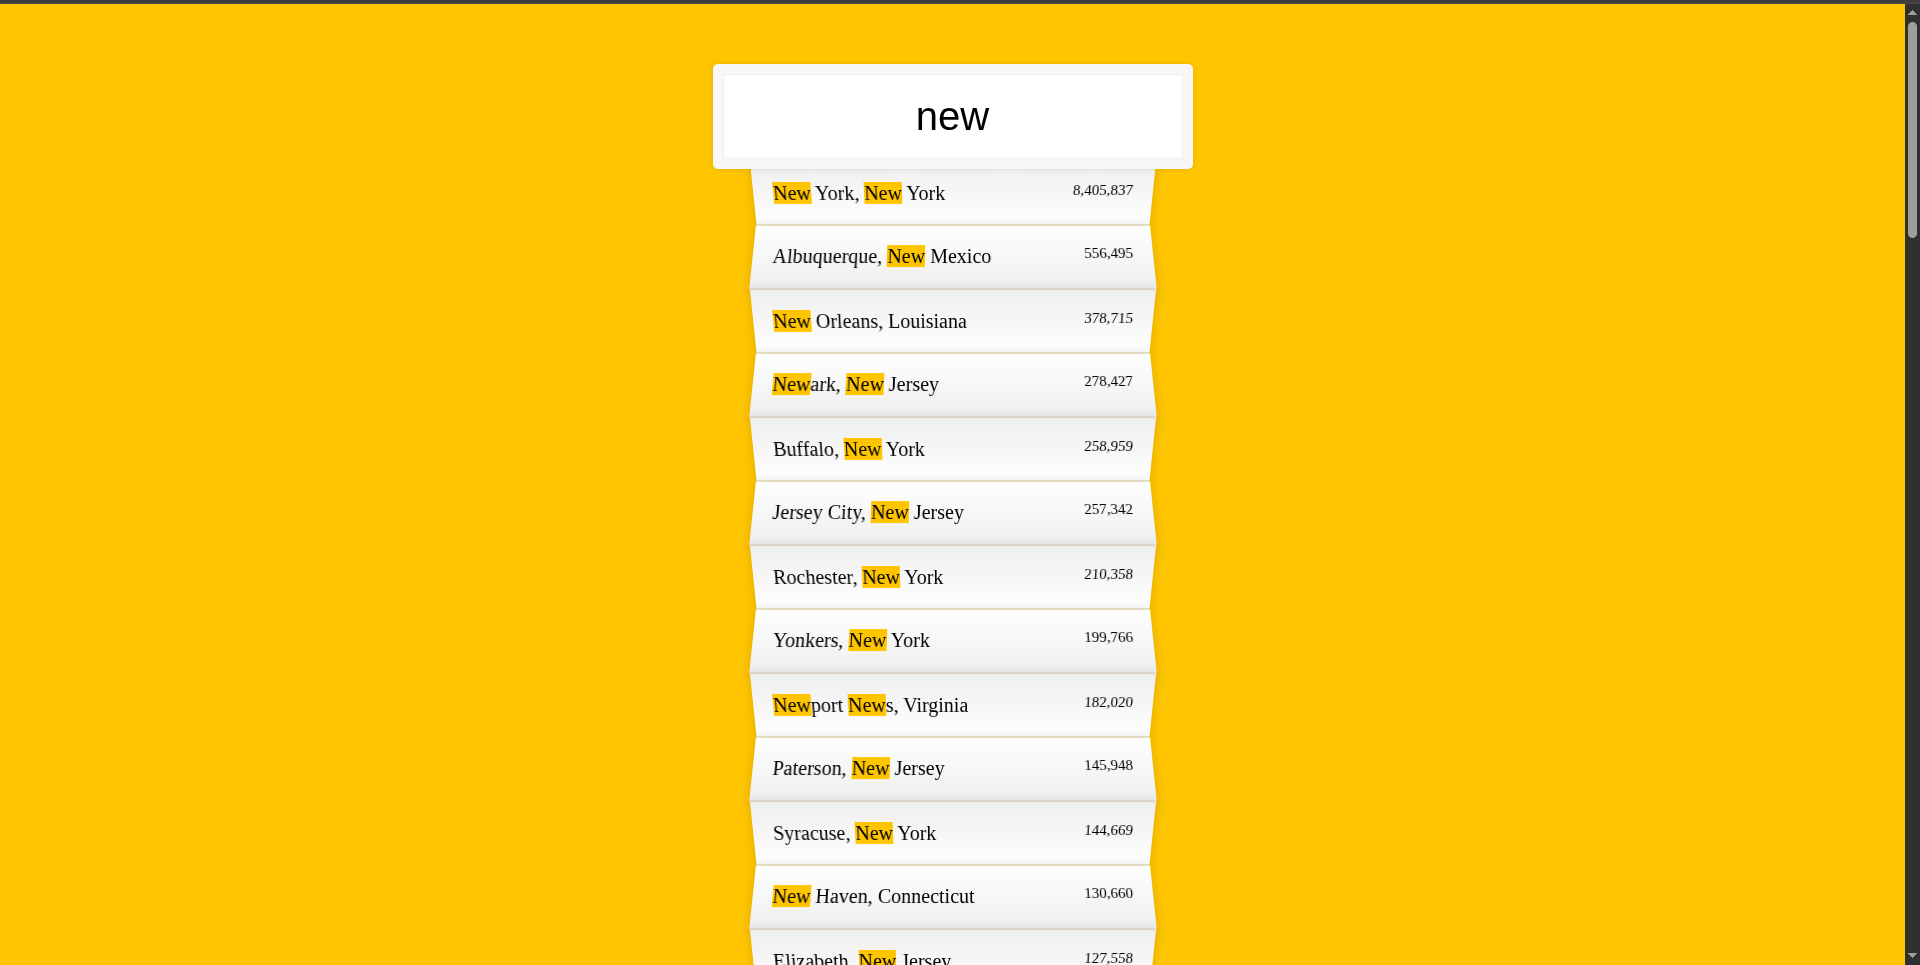 new
New York, New York 8,405,837
Albuquerque, New Mexico 556,495
New Orleans, Louisiana 378,715
Newark, New Jersey 278,427
Buffalo, New York 258,959
Jersey City, New Jersey 257,342
Rochester, New York 210,358
Yonkers, New York 199,766
Newport News, Virginia 182,020
Paterson, New Jersey 145,948
Syracuse, New York 144,669
New Haven, Connecticut 130,660
Elizabeth, New Jersey 127,558